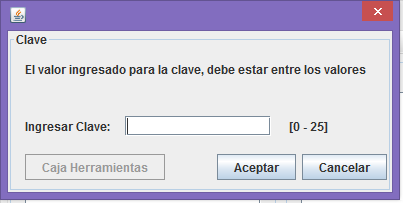 Clave
El valor ingresado para la clave, debe estar entre los valores
Ingresar Clave: [0 - 25]
Caja Herramientas Aceptar Cancelar